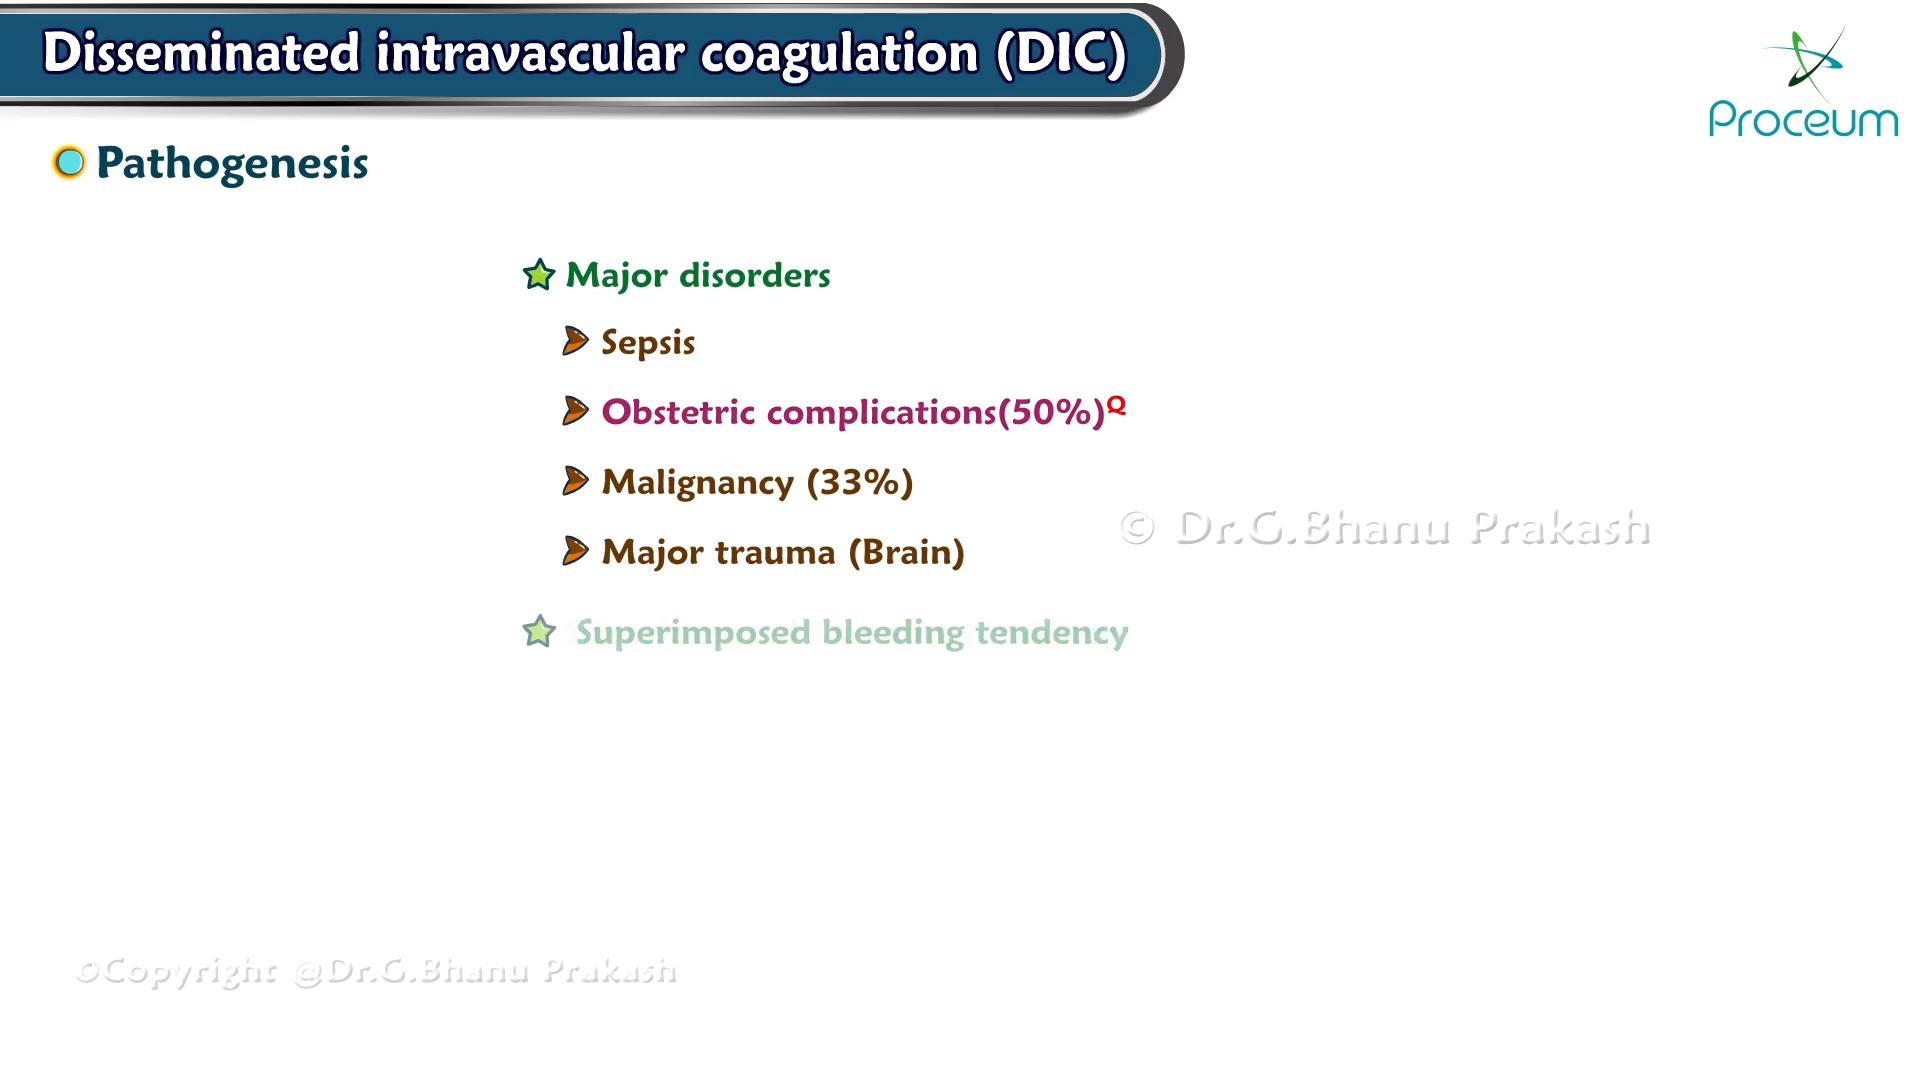 Disseminated intravascular coagulation (DIC)
Proceum
Pathogenesis
Major disorders
Sepsis
Obstetric complications(50%)Q
Malignancy (33%)
© Dr.G.Bhanu Prakash
Major trauma (Brain)
Superimposed bleeding tendency
©Copyright @Dr.G.Bhanu Prakash